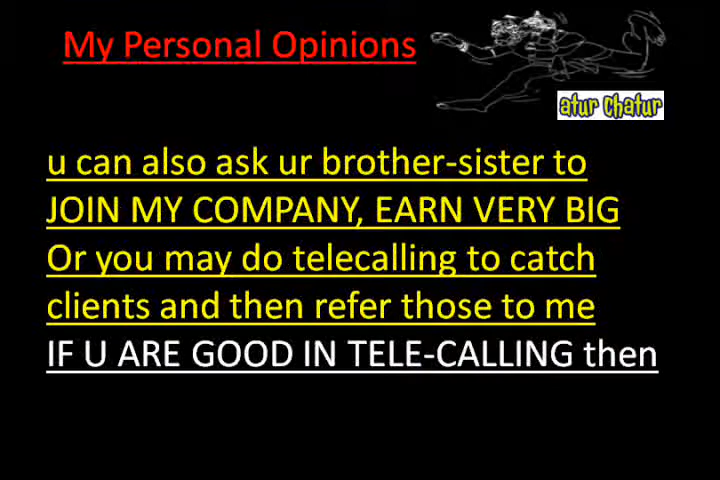 My Personal Opinions
atur chatur
u can also ask ur brother-sister to
JOIN MY COMPANY, EARN VERY BIG
Or you may do telecalling to catch
clients and then refer those to me
IF U ARE GOOD IN TELE-CALLING then